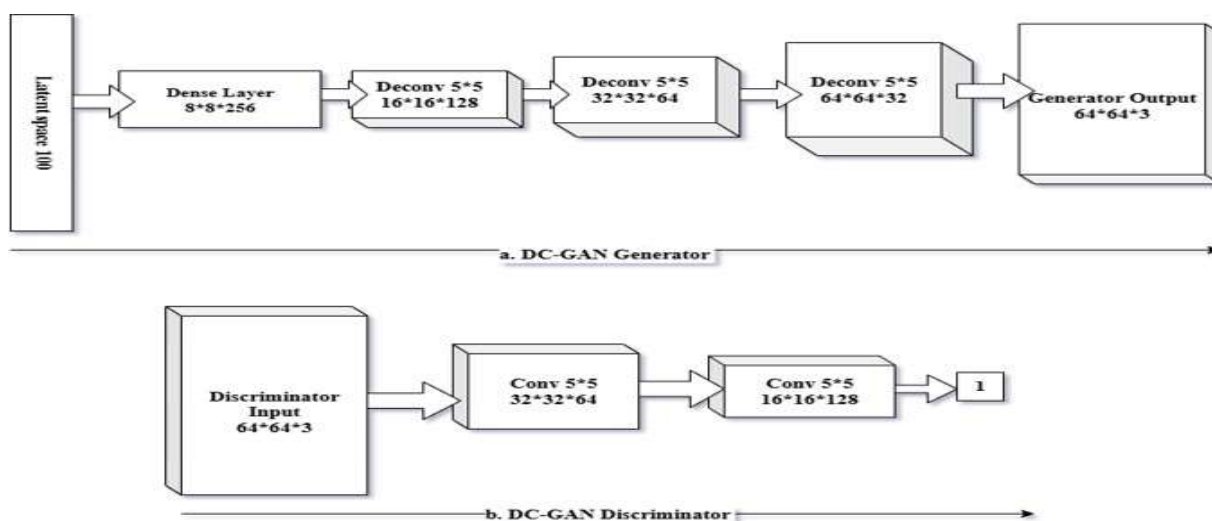 Latent space 100
Dense Layer
8*8*256
Deconv 5*5
16*16*128
Deconv 5*5
32*32*64
Deconv 5*5
64*64*32
Generator Output
64*64*3
a. DC-GAN Generator
Discriminator
Input
64*64*3
Conv 5*5
32*32*64
Conv 5*5
16*16*128
1
b. DC-GAN Discriminator